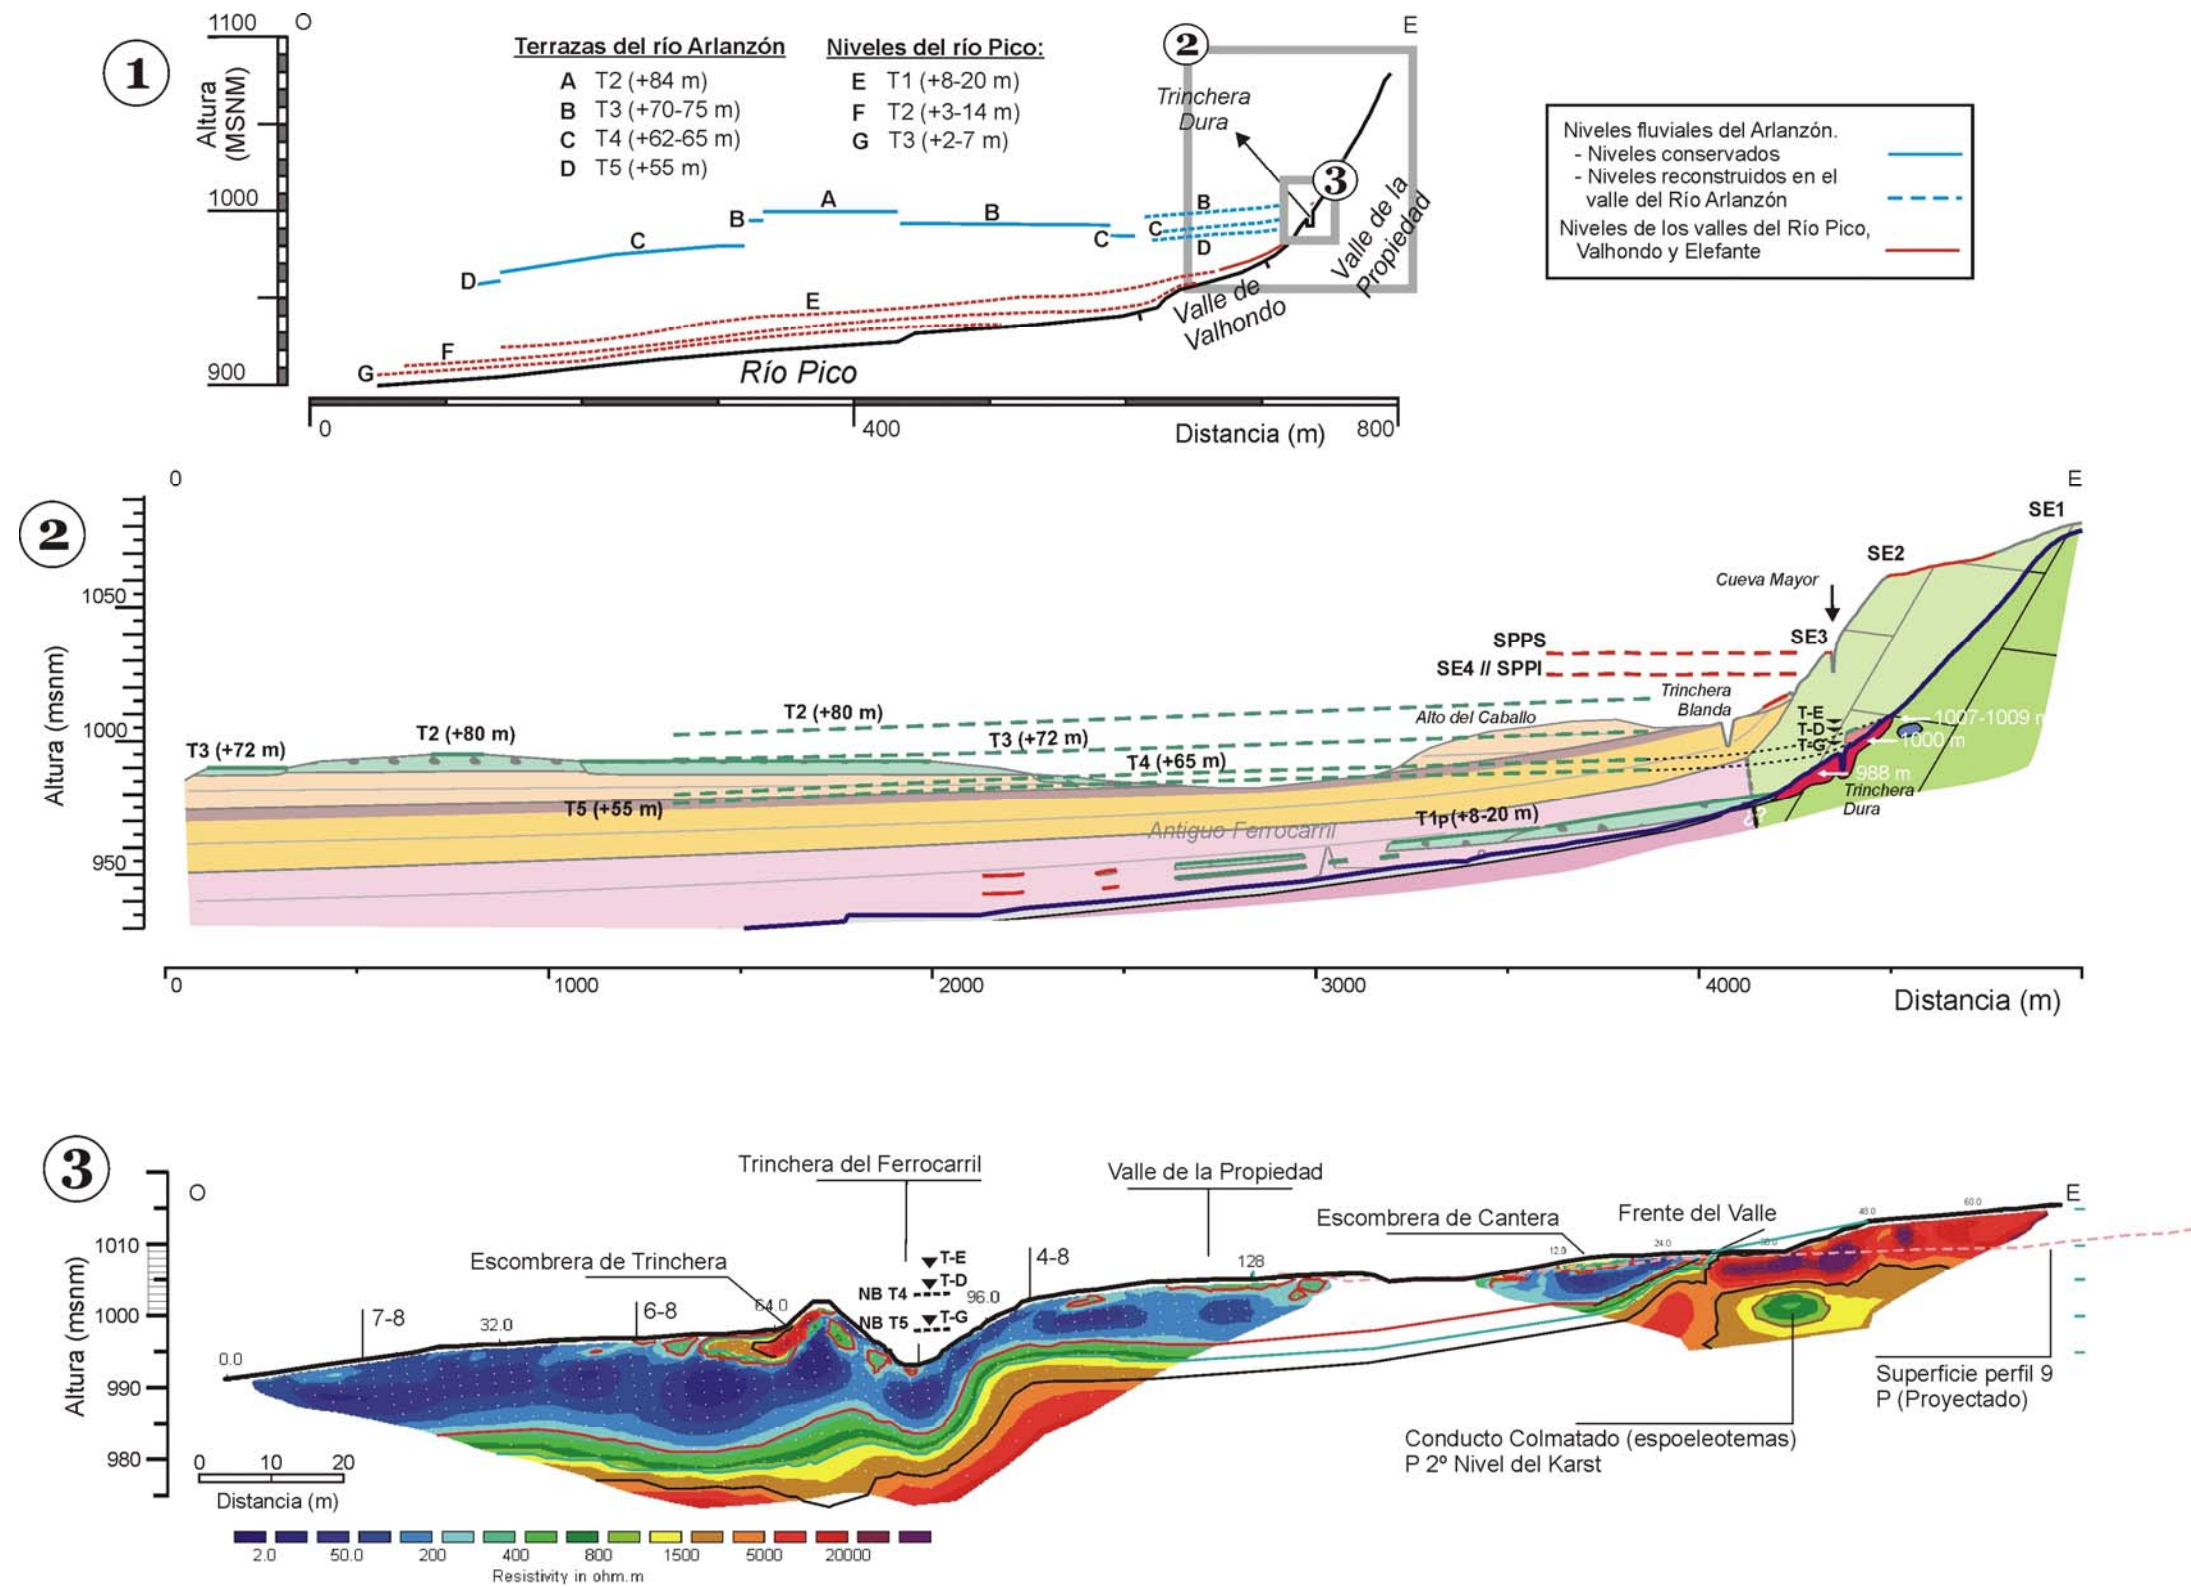 1
1100
O
Altura
(MSNM)
1000
900
Terrazas del río Arlanzón
A T2 (+84 m)
B T3 (+70-75 m)
C T4 (+62-65 m)
D T5 (+55 m)
Niveles del río Pico:
E T1 (+8-20 m)
F T2 (+3-14 m)
G T3 (+2-7 m)
2
E
Trinchera
Dura
3
A
B
B
B
C
C
C
D
D
E
F
G
Valle de la
Propiedad
Valle de
Valhondo
Río Pico
0
400
Distancia (m)
800
Niveles fluviales del Arlanzón.
- Niveles conservados
- Niveles reconstruidos en el
valle del Río Arlanzón
Niveles de los valles del Río Pico,
Valhondo y Elefante
2
0
E
SE1
SE2
Cueva Mayor
SE3
SPPS
SE4 // SPPI
Altura (msnm)
1050
1000
950
T3 (+72 m)
T2 (+80 m)
T2 (+80 m)
T3 (+72 m)
T4 (+65 m)
T5 (+55 m)
Alto del Caballo
Trinchera
Blanda
T-E
T-D
T-G
1007-1009 m
1000 m
988 m
Trinchera
Dura
T1P (+8-20 m)
Antiguo Ferrocarril
0
1000
2000
3000
4000
Distancia (m)
3
O
E
Trinchera del Ferrocarril
Valle de la Propiedad
Escombrera de Cantera
Frente del Valle
Escombrera de Trinchera
Altura (msnm)
1010
1000
990
980
T-E
T-D
NB T4
T-G
NB T5
7-8
6-8
4-8
0.0
32.0
64.0
96.0
128
12.0
24.0
48.0
60.0
Superficie perfil 9
P (Proyectado)
Conducto Colmatado (espoeleotemas)
P 2º Nivel del Karst
0 10 20
Distancia (m)
2.0 50.0 200 400 800 1500 5000 20000
Resistivity in ohm.m